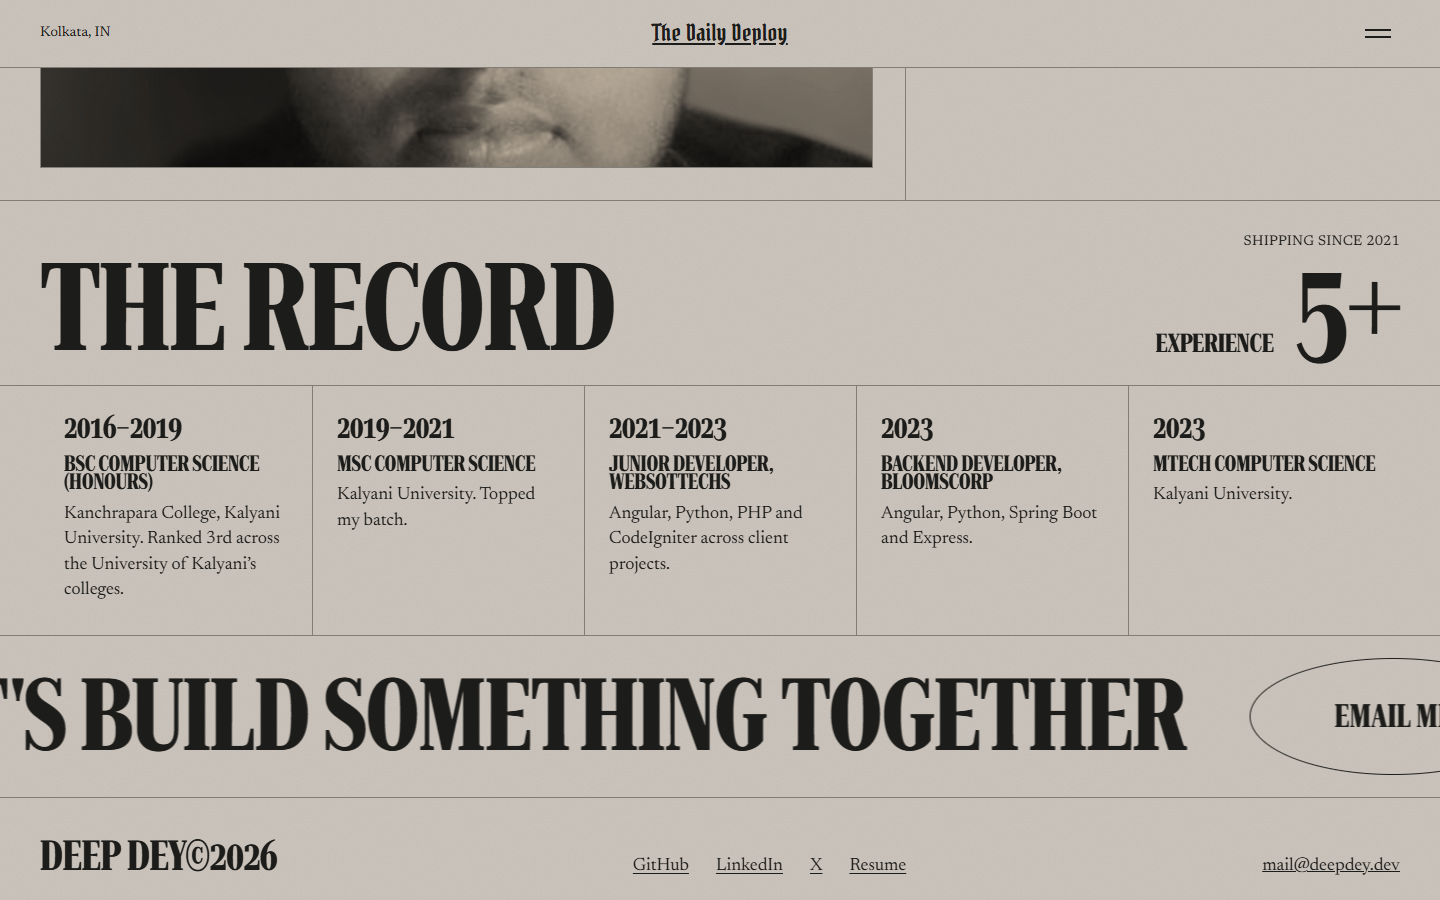 Kolkata, IN
The Daily Deploy
SHIPPING SINCE 2021
THE RECORD
EXPERIENCE 5+
2016–2019
BSC COMPUTER SCIENCE
(HONOURS)
Kanchrapara College, Kalyani
University. Ranked 3rd across
the University of Kalyani’s
colleges.
2019–2021
MSC COMPUTER SCIENCE
Kalyani University. Topped
my batch.
2021–2023
JUNIOR DEVELOPER,
WEBSOTTECHS
Angular, Python, PHP and
CodeIgniter across client
projects.
2023
BACKEND DEVELOPER,
BLOOMSCORP
Angular, Python, Spring Boot
and Express.
2023
MTECH COMPUTER SCIENCE
Kalyani University.
"S BUILD SOMETHING TOGETHER
EMAIL
DEEP DEY©2026
GitHub LinkedIn X Resume
mail@deepdey.dev